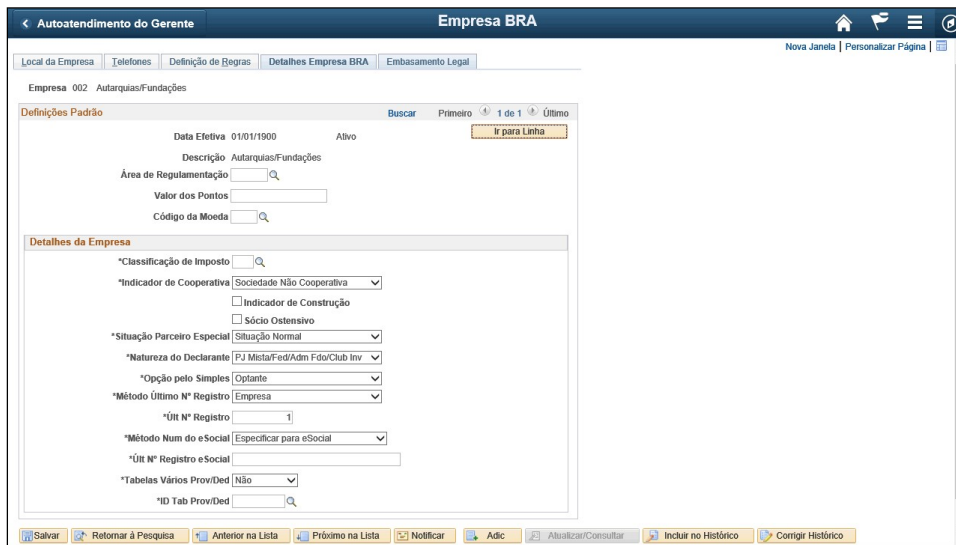 Autoatendimento do Gerente
Empresa BRA
Nova Janela | Personalizar Página |
Local da Empresa Telefones Definição de Regras Detalhes Empresa BRA Embasamento Legal
Empresa 002 Autarquias/Fundações
Definições Padrão Buscar Primeiro 1 de 1 Último
Data Efetiva 01/01/1900 Ativo Ir para Linha
Descrição Autarquias/Fundações
Área de Regulamentação
Valor dos Pontos
Código da Moeda
Detalhes da Empresa
*Classificação de Imposto
*Indicador de Cooperativa Sociedade Não Cooperativa
Indicador de Construção
Sócio Ostensivo
*Situação Parceiro Especial Situação Normal
*Natureza do Declarante PJ Mista/Fed/Adm Fdo/Club Inv
*Opção pelo Simples Optante
*Método Último Nº Registro Empresa
*Últ Nº Registro 1
*Método Num do eSocial Especificar para eSocial
*Últ Nº Registro eSocial
*Tabelas Vários Prov/Ded Não
*ID Tab Prov/Ded
Salvar Retornar à Pesquisa Anterior na Lista Próximo na Lista Notificar Adic Atualizar/Consultar Incluir no Histórico Corrigir Histórico